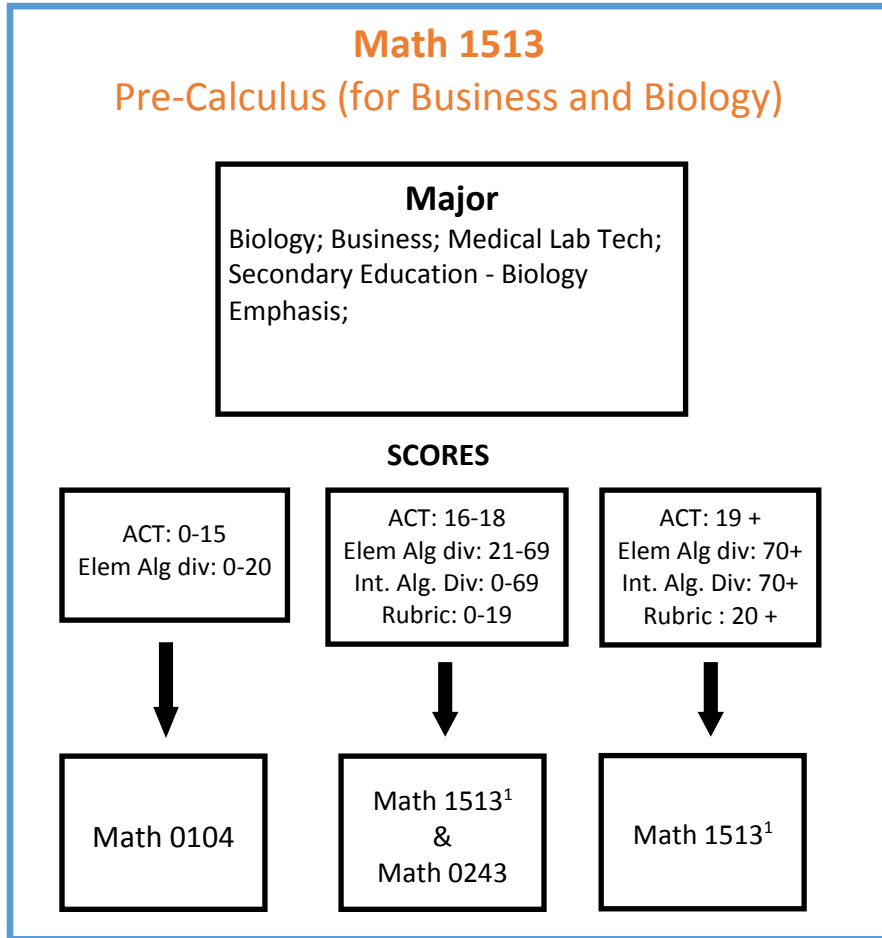 Math 1513
Pre-Calculus (for Business and Biology)
Major
Biology; Business; Medical Lab Tech;
Secondary Education - Biology
Emphasis;
SCORES
ACT: 0-15
Elem Alg div: 0-20
ACT: 16-18
Elem Alg div: 21-69
Int. Alg. Div: 0-69
Rubric: 0-19
ACT: 19 +
Elem Alg div: 70+
Int. Alg. Div: 70+
Rubric : 20 +
Math 0104
Math 1513¹
&
Math 0243
Math 1513¹